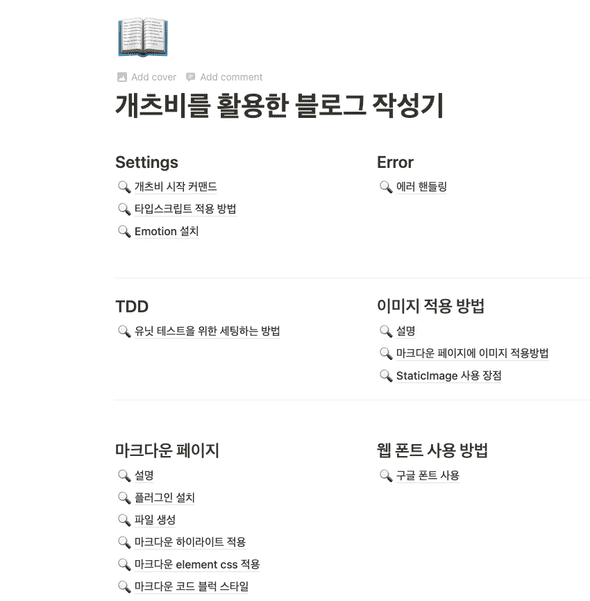 Add cover Add comment
개츠비를 활용한 블로그 작성기
Settings
개츠비 시작 커맨드
타입스크립트 적용 방법
Emotion 설치
Error
에러 핸들링
TDD
유닛 테스트을 위한 세팅하는 방법
이미지 적용 방법
설명
마크다운 페이지에 이미지 적용방법
StaticImage 사용 장점
마크다운 페이지
설명
플러그인 설치
파일 생성
마크다운 하이라이트 적용
마크다운 element css 적용
마크다운 코드 블럭 스타일
웹 폰트 사용 방법
구글 폰트 사용